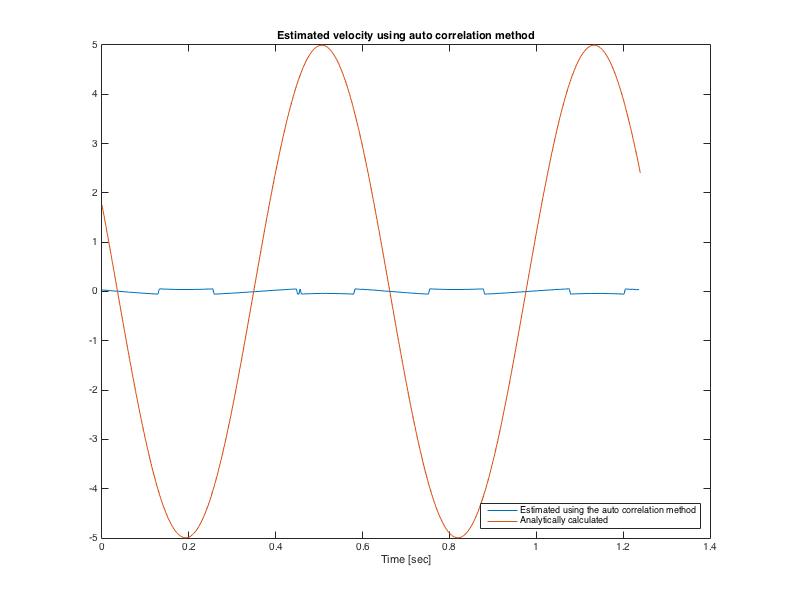 Estimated velocity using auto correlation method
5
4
3
2
1
0
-1
-2
-3
-4
-5
Estimated using the auto correlation method
Analytically calculated
0 0.2 0.4 0.6 0.8 1 1.2 1.4
Time [sec]